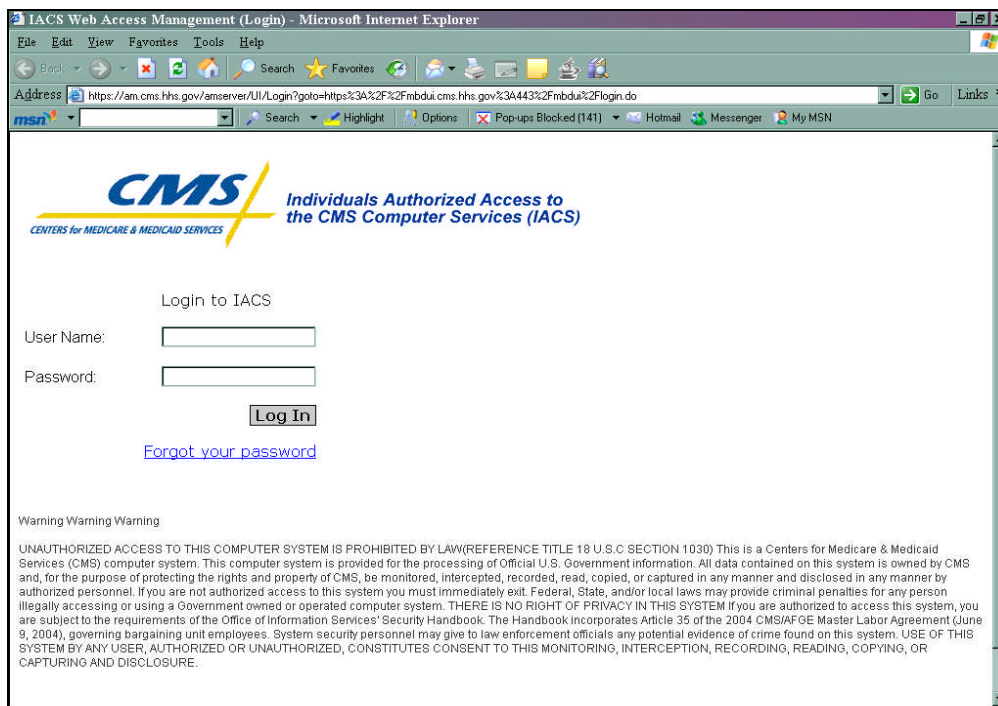 IACS Web Access Management (Login) - Microsoft Internet Explorer
File Edit View Favorites Tools Help
Back Search Favorites
Address https://am.cms.hhs.gov/amserver/UI/Login?goto=https%3A%2F%2Fmbdui.cms.hhs.gov%3A443%2Fmbdui%2Flogin.do Go Links
msn Search Highlight Options Pop-ups Blocked (141) Hotmail Messenger My MSN
CMS
CENTERS for MEDICARE & MEDICAID SERVICES
Individuals Authorized Access to
the CMS Computer Services (IACS)
Login to IACS
User Name:
Password:
Log In
Forgot your password
Warning Warning Warning
UNAUTHORIZED ACCESS TO THIS COMPUTER SYSTEM IS PROHIBITED BY LAW(REFERENCE TITLE 18 U.S.C SECTION 1030) This is a Centers for Medicare & Medicaid
Services (CMS) computer system. This computer system is provided for the processing of Official U.S. Government information. All data contained on this system is owned by CMS
and, for the purpose of protecting the rights and property of CMS, be monitored, intercepted, recorded, read, copied, or captured in any manner and disclosed in any manner by
authorized personnel. If you are not authorized access to this system you must immediately exit. Federal, State, and/or local laws may provide criminal penalties for any person
illegally accessing or using a Government owned or operated computer system. THERE IS NO RIGHT OF PRIVACY IN THIS SYSTEM If you are authorized to access this system, you
are subject to the requirements of the Office of Information Services' Security Handbook. The Handbook incorporates Article 35 of the 2004 CMS/AFGE Master Labor Agreement (June
9, 2004), governing bargaining unit employees. System security personnel may give to law enforcement officials any potential evidence of crime found on this system. USE OF THIS
SYSTEM BY ANY USER, AUTHORIZED OR UNAUTHORIZED, CONSTITUTES CONSENT TO THIS MONITORING, INTERCEPTION, RECORDING, READING, COPYING, OR
CAPTURING AND DISCLOSURE.